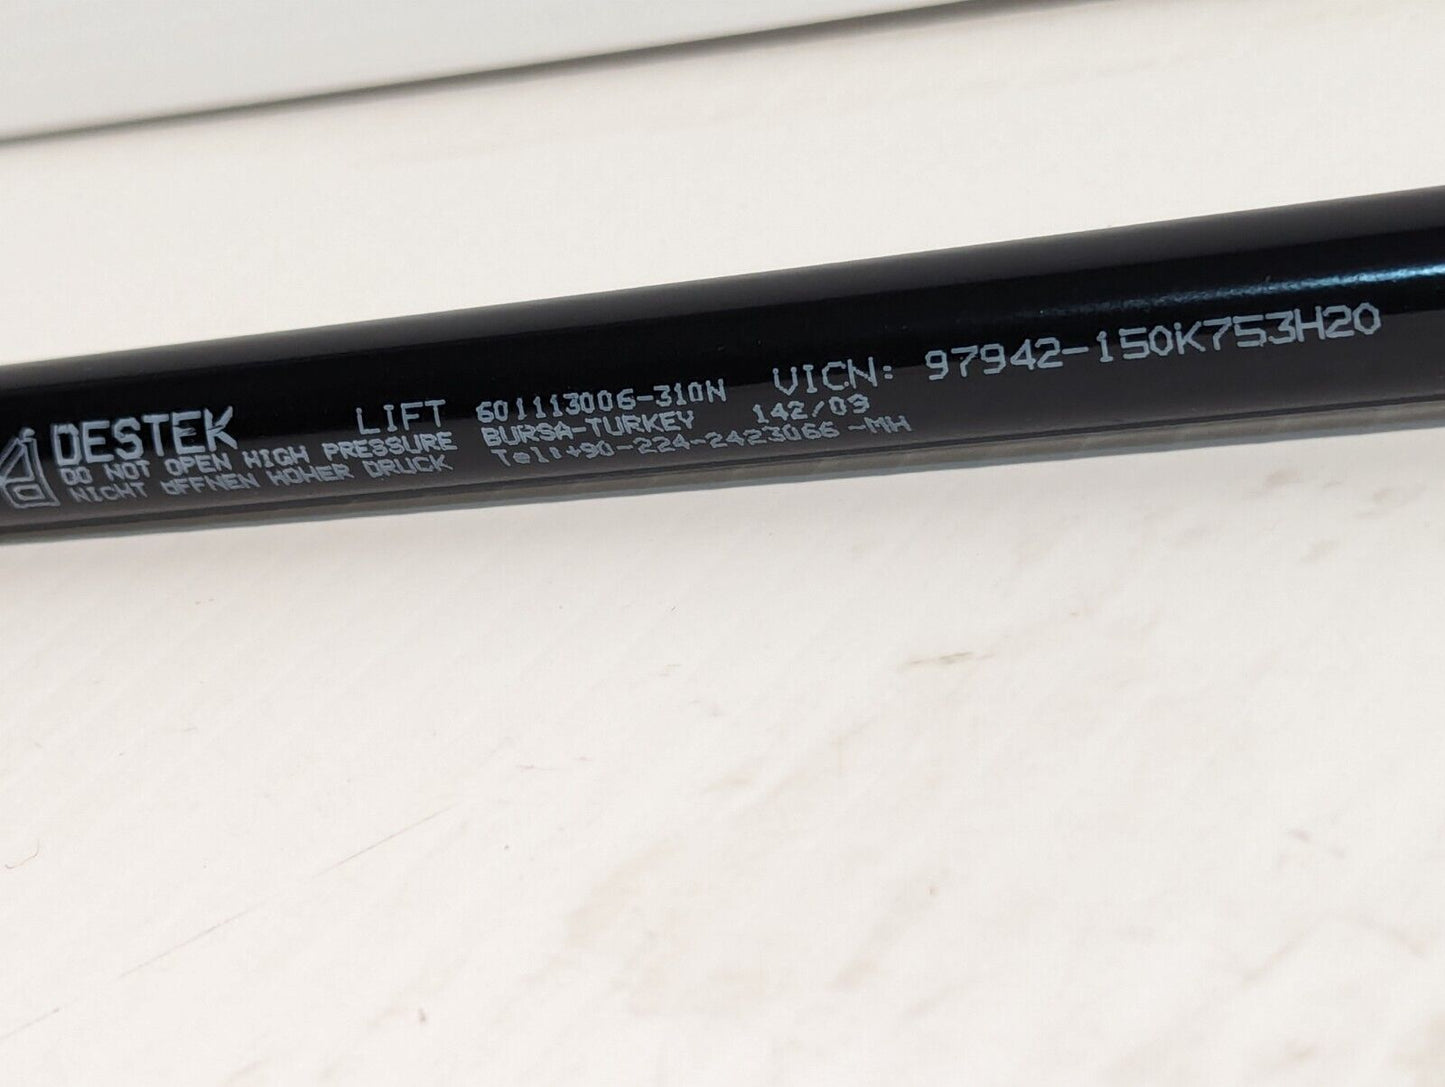 DESTEK LIFT 601113006-310N VICN: 97942-150K753H20
DO NOT OPEN HIGH PRESSURE BURSA-TURKEY 142/09
NICHT OFFNEN HOHER DRUCK Tel:+90-224-2423066 -MH